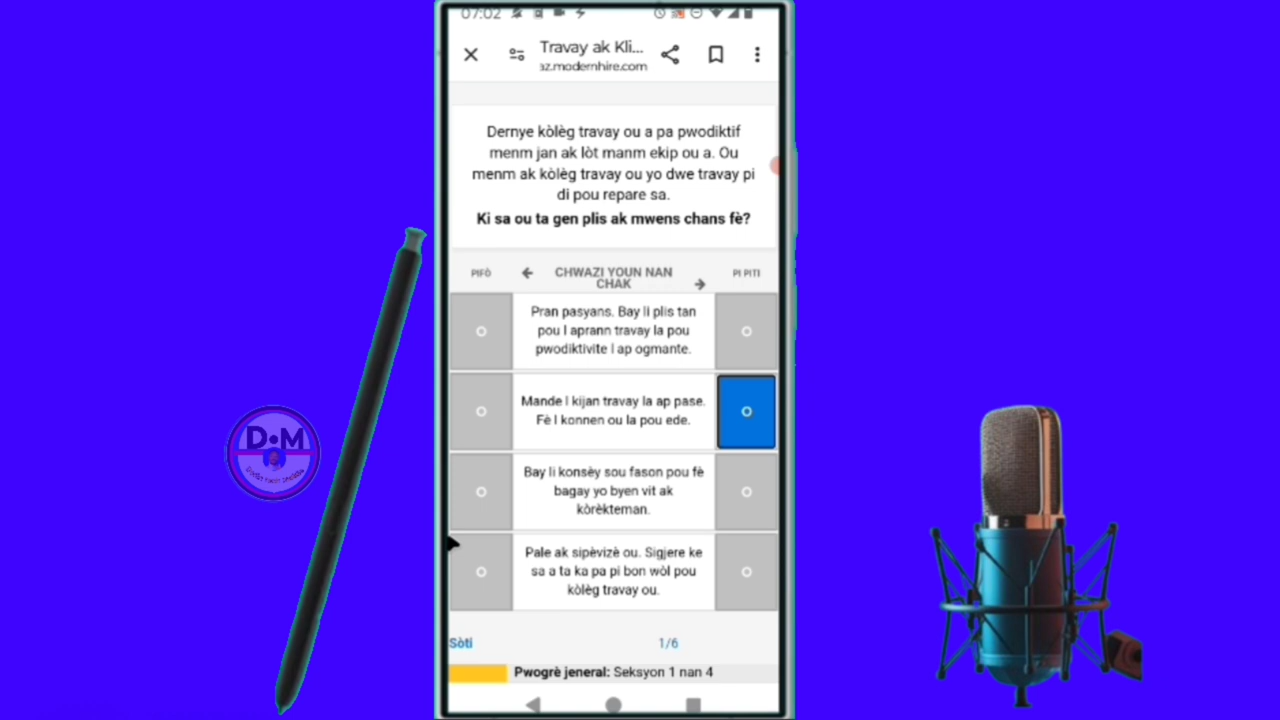 07:02
Travay ak Kli...
az.modernhire.com
Dernye kòlèg travay ou a pa pwodiktif
menm jan ak lòt manm ekip ou a. Ou
menm ak kòlèg travay ou yo dwe travay pi
di pou repare sa.
Ki sa ou ta gen plis ak mwens chans fè?
PIFÒ
CHWAZI YOUN NAN
CHAK
PI PITI
Pran pasyans. Bay li plis tan
pou l aprann travay la pou
pwodiktivite l ap ogmante.
Mande l kijan travay la ap pase.
Fè l konnen ou la pou ede.
Bay li konsèy sou fason pou fè
bagay yo byen vit ak
kòrèkteman.
Pale ak sipèvizè ou. Sigjere ke
sa a ta ka pa pi bon wòl pou
kòlèg travay ou.
Sòti
1/6
Pwogrè jeneral: Seksyon 1 nan 4
D•M